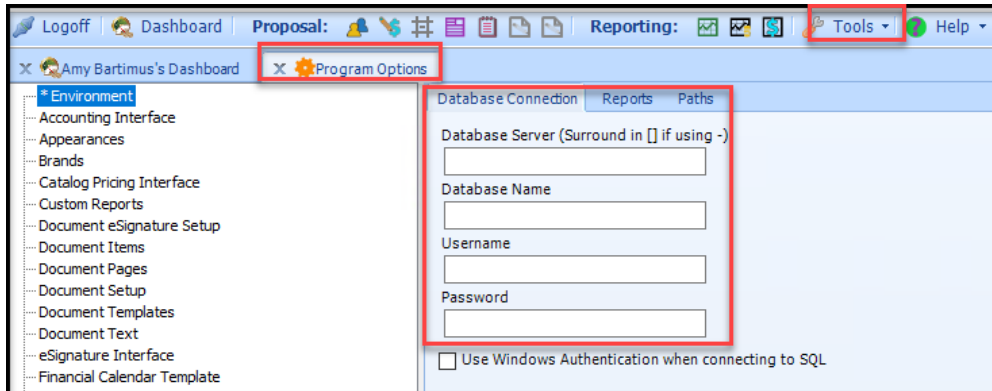 Logoff Dashboard Proposal: Reporting: Tools Help
X Amy Bartimus's Dashboard X Program Options
* Environment
Accounting Interface
Appearances
Brands
Catalog Pricing Interface
Custom Reports
Document eSignature Setup
Document Items
Document Pages
Document Setup
Document Templates
Document Text
eSignature Interface
Financial Calendar Template
Database Connection Reports Paths
Database Server (Surround in [] if using -)
Database Name
Username
Password
Use Windows Authentication when connecting to SQL